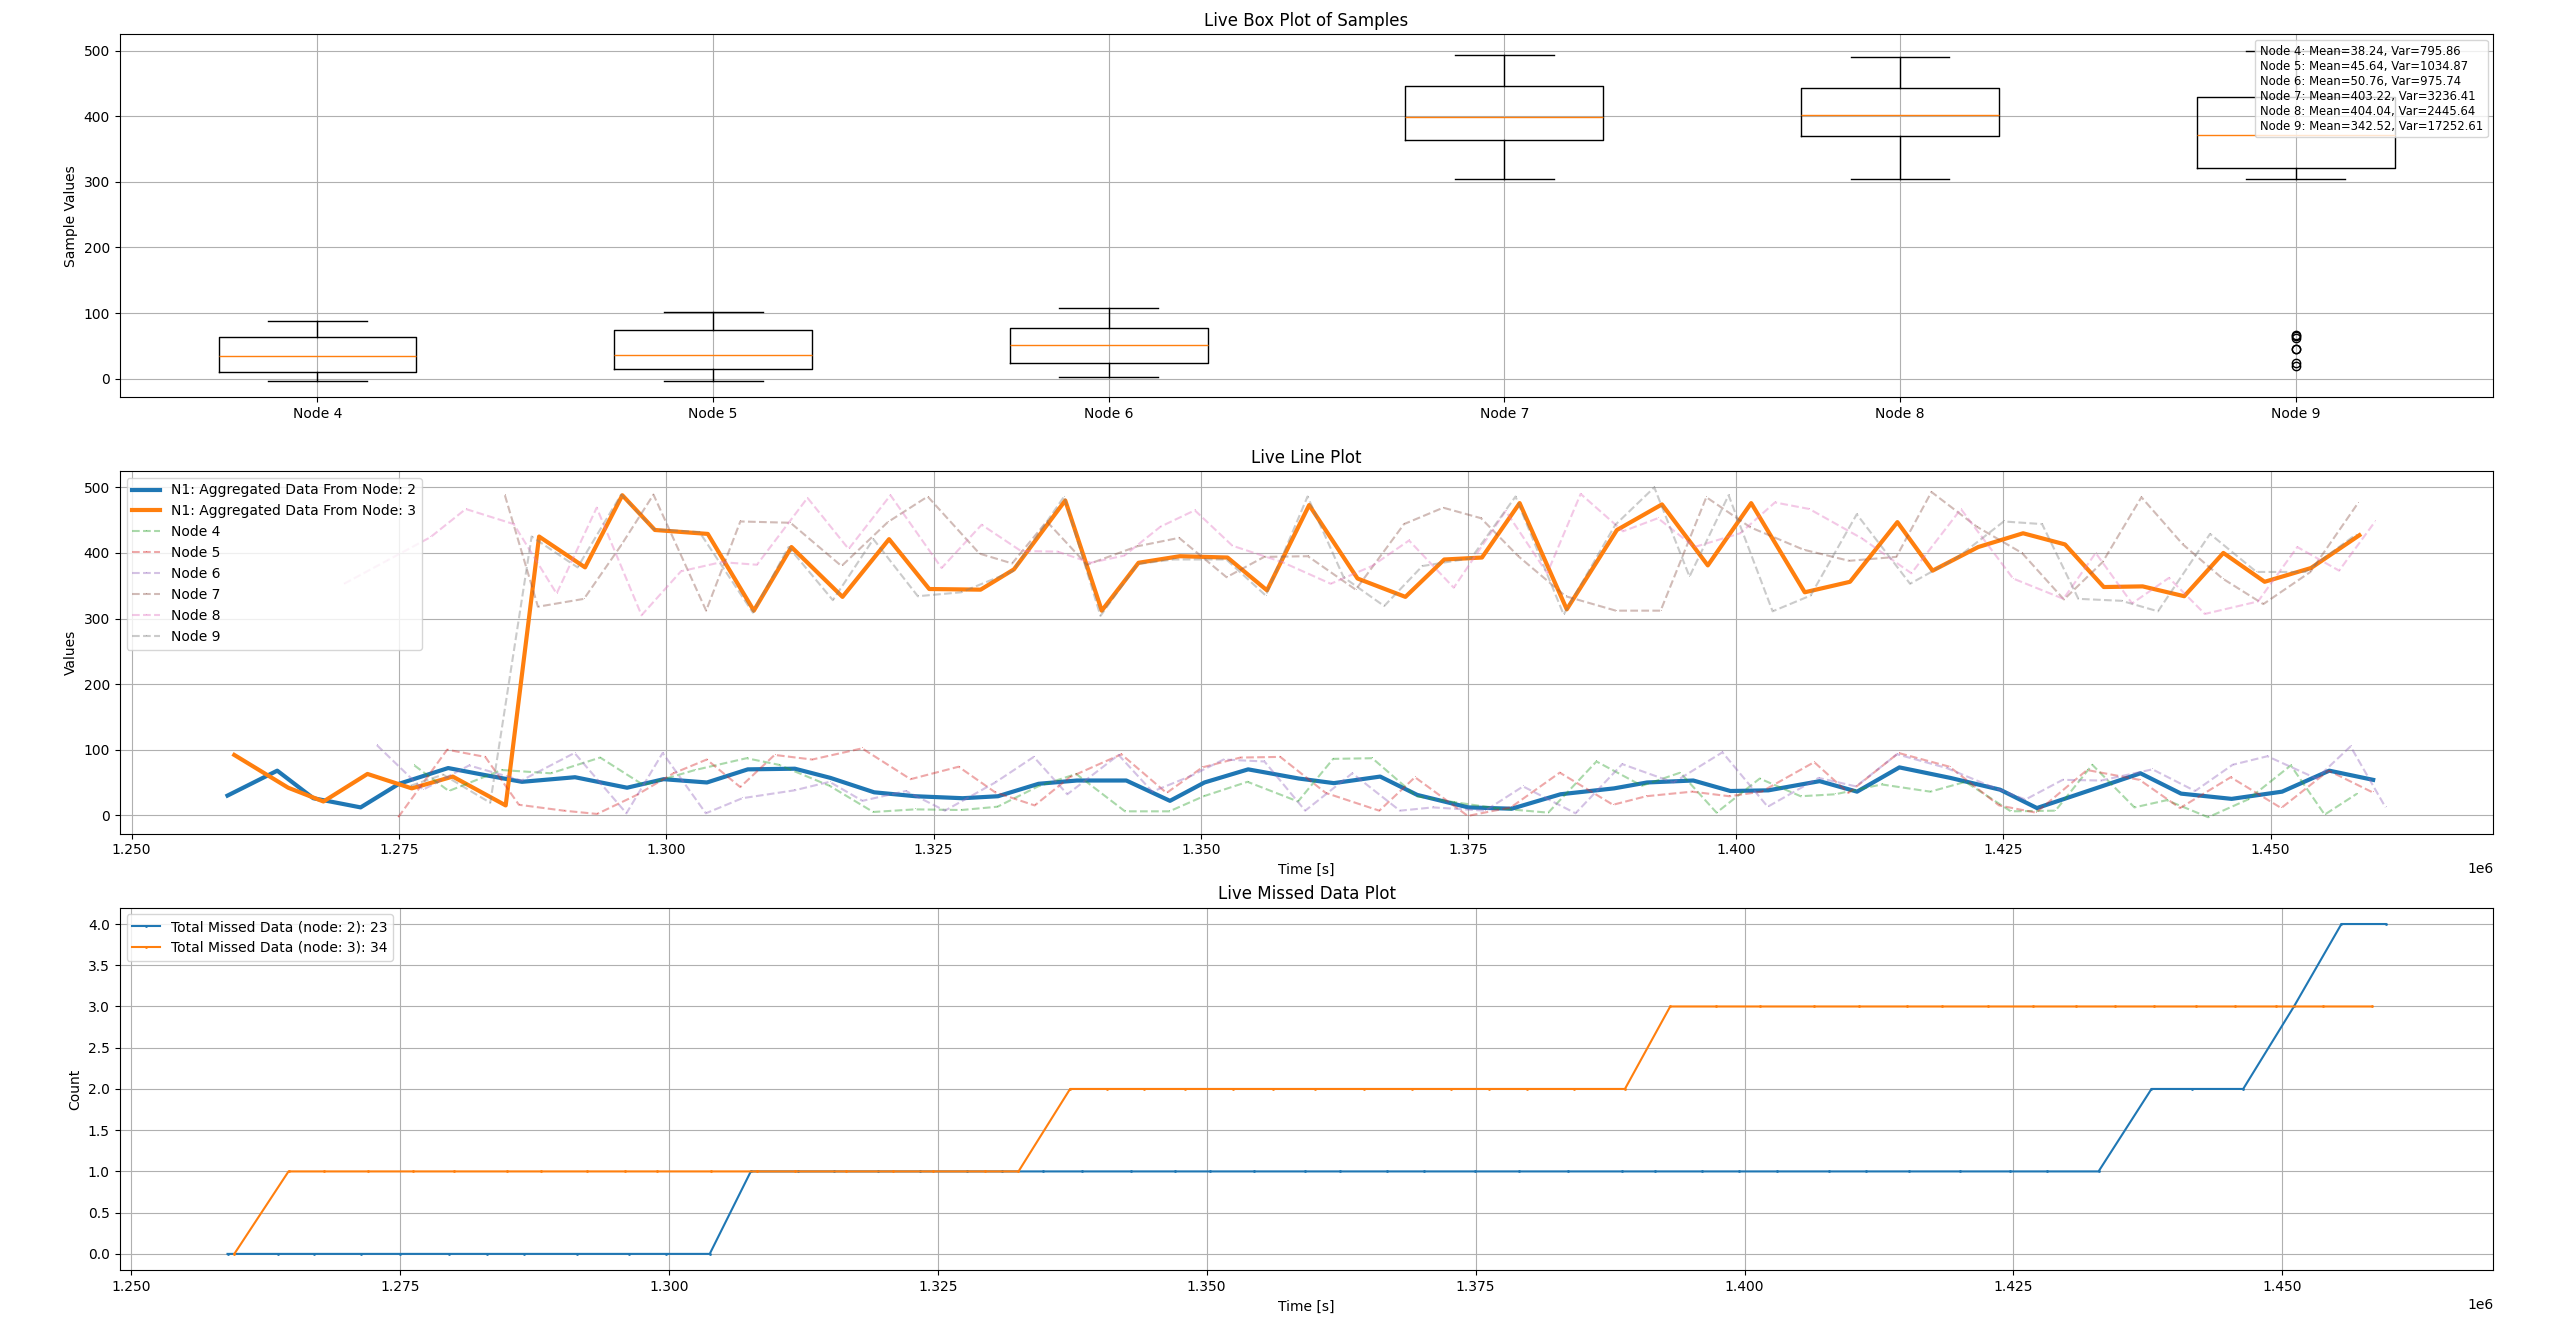 Live Box Plot of Samples
500
400
300
200
100
0
Sample Values
Node 4: Mean=38.24, Var=795.86
Node 5: Mean=45.64, Var=1034.87
Node 6: Mean=50.76, Var=975.74
Node 7: Mean=403.22, Var=3236.41
Node 8: Mean=404.04, Var=2445.64
Node 9: Mean=342.52, Var=17252.61
Node 4 Node 5 Node 6 Node 7 Node 8 Node 9
Live Line Plot
500
400
300
200
100
0
Values
N1: Aggregated Data From Node: 2
N1: Aggregated Data From Node: 3
Node 4
Node 5
Node 6
Node 7
Node 8
Node 9
1.250 1.275 1.300 1.325 1.350 1.375 1.400 1.425 1.450
Time [s]
1e6
Live Missed Data Plot
4.0
3.5
3.0
2.5
2.0
1.5
1.0
0.5
0.0
Count
Total Missed Data (node: 2): 23
Total Missed Data (node: 3): 34
1.250 1.275 1.300 1.325 1.350 1.375 1.400 1.425 1.450
Time [s]
1e6